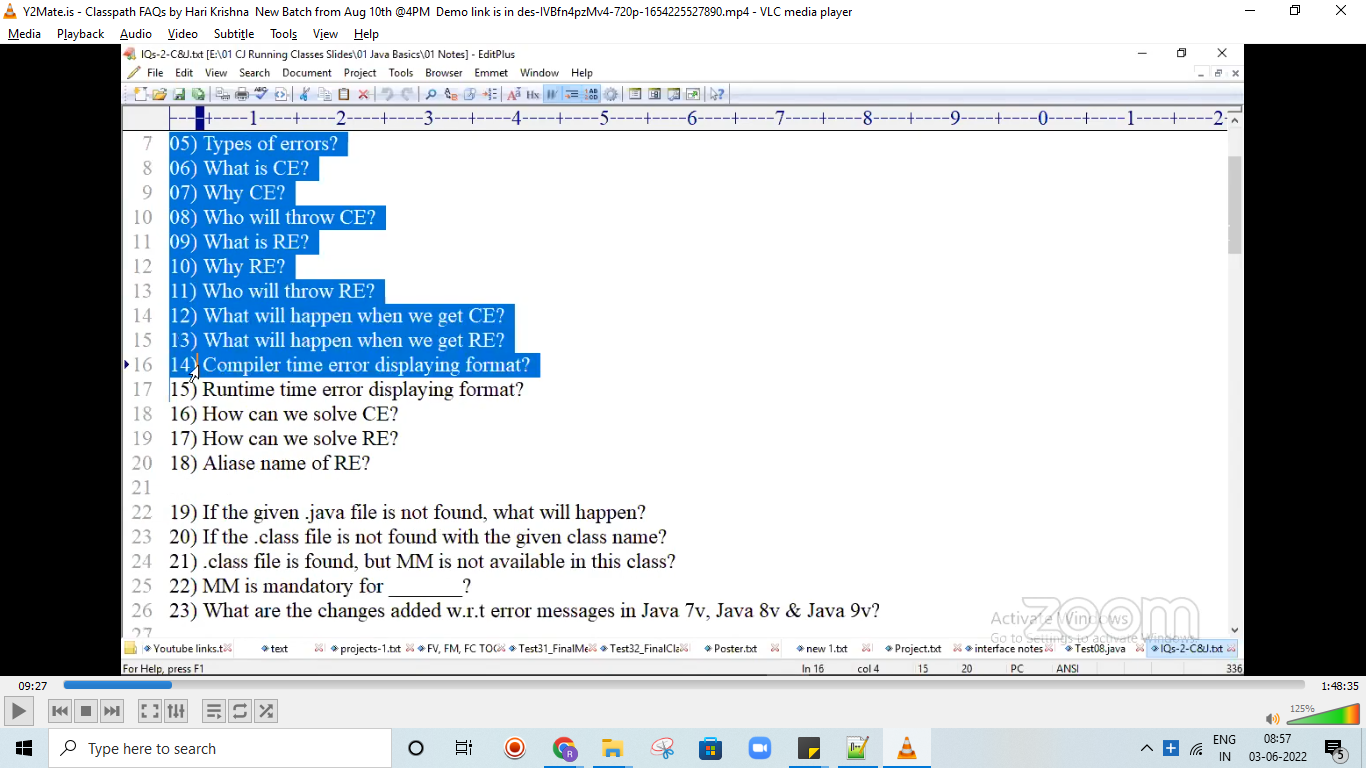 Y2Mate.is - Classpath FAQs by Hari Krishna New Batch from Aug 10th @4PM Demo link is in des-IVBfn4pzMv4-720p-1654225527890.mp4 - VLC media player
Media Playback Audio Video Subtitle Tools View Help
IQs-2-C&J.txt [E:\01 CJ Running Classes Slides\01 Java Basics\01 Notes] - EditPlus
File Edit View Search Document Project Tools Browser Emmet Window Help
----+----1----+----2----+----3----+----4----+----5----+----6----+----7----+----8----+----9----+----0----+----1----+----2-
7 05) Types of errors?
8 06) What is CE?
9 07) Why CE?
10 08) Who will throw CE?
11 09) What is RE?
12 10) Why RE?
13 11) Who will throw RE?
14 12) What will happen when we get CE?
15 13) What will happen when we get RE?
16 14) Compiler time error displaying format?
17 15) Runtime time error displaying format?
18 16) How can we solve CE?
19 17) How can we solve RE?
20 18) Aliase name of RE?
21
22 19) If the given .java file is not found, what will happen?
23 20) If the .class file is not found with the given class name?
24 21) .class file is found, but MM is not available in this class?
25 22) MM is mandatory for _______?
26 23) What are the changes added w.r.t error messages in Java 7v, Java 8v & Java 9v?
27
zoom
Activate Windows
Go to Settings to activate Windows.
Youtube links.t text projects-1.txt FV, FM, FC TOC Test31_FinalMe Test32_FinalCla Poster.txt new 1.txt Project.txt interface notes Test08.java IQs-2-C&J.txt
For Help, press F1 ln 16 col 4 15 20 PC ANSI 336
09:27 1:48:35
125%
Type here to search
ENG
IN
08:57
03-06-2022
5